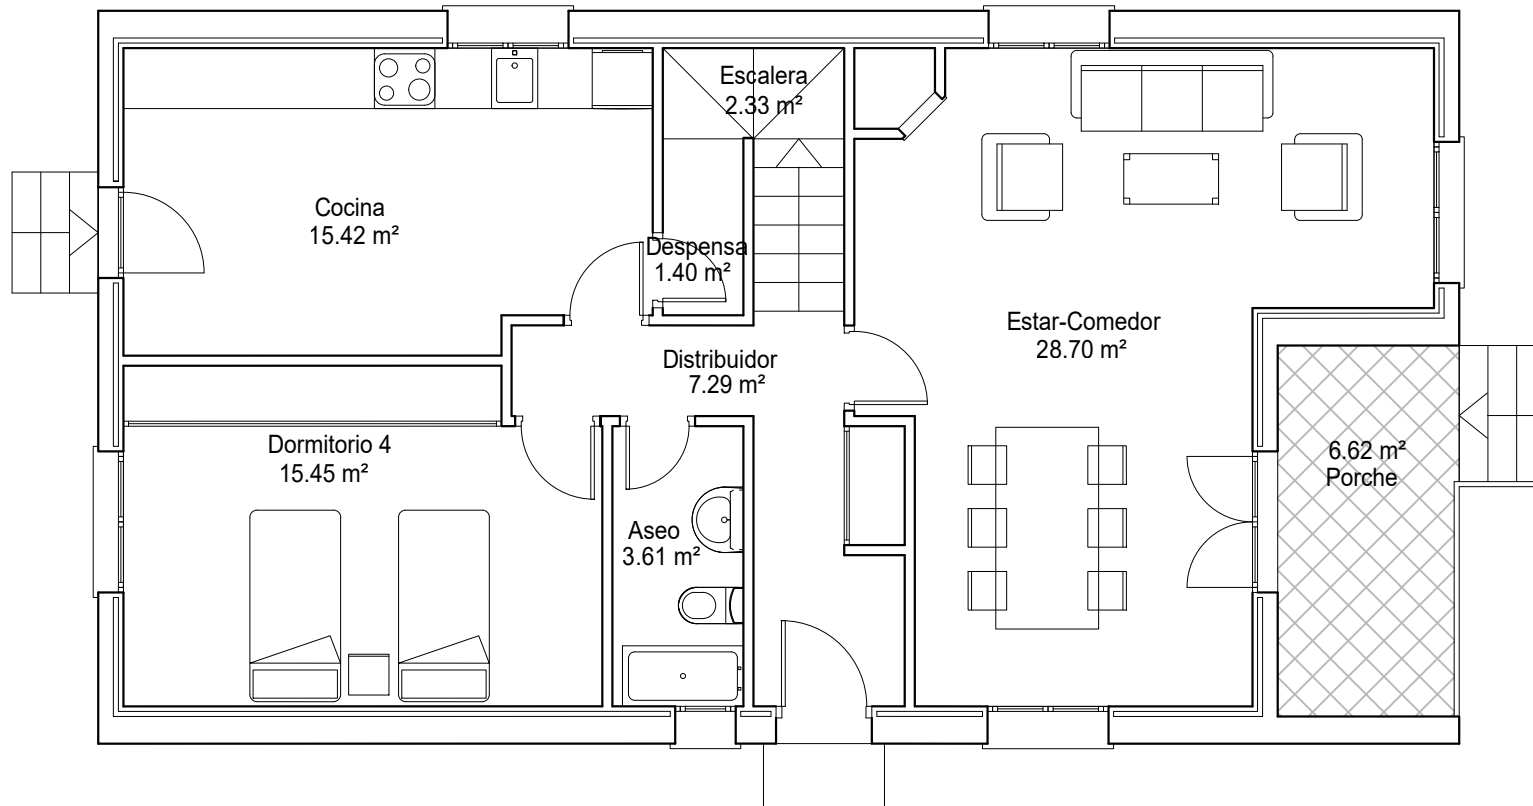 Escalera
2.33 m²
Cocina
15.42 m²
Despensa
1.40 m²
Estar-Comedor
28.70 m²
Distribuidor
7.29 m²
Dormitorio 4
15.45 m²
6.62 m²
Porche
Aseo
3.61 m²